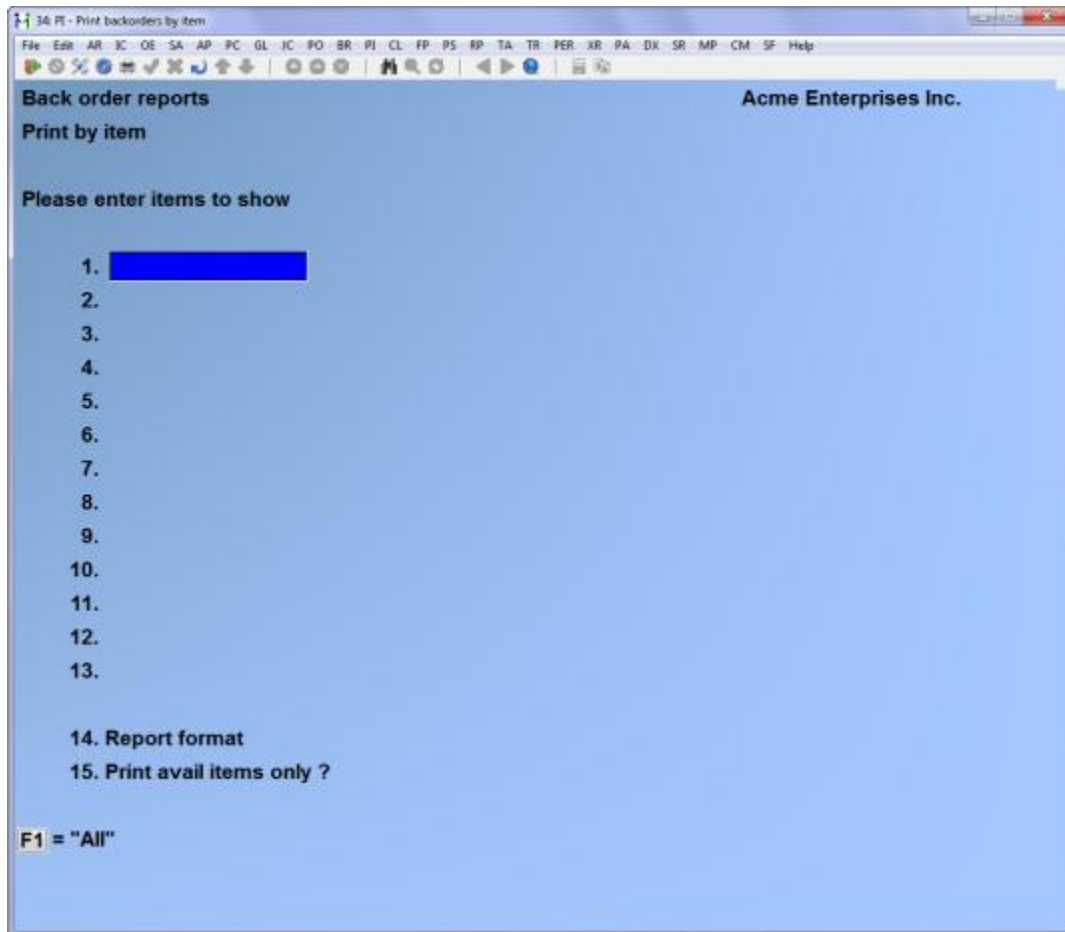 34: PI - Print backorders by item
File Edit AR IC OE SA AP PC GL JC PO BR PI CL FP PS RP TA TR PER XR PA DX SR MP CM SF Help
Back order reports Acme Enterprises Inc.
Print by item
Please enter items to show
1.
2.
3.
4.
5.
6.
7.
8.
9.
10.
11.
12.
13.
14. Report format
15. Print avail items only ?
F1 = "All"